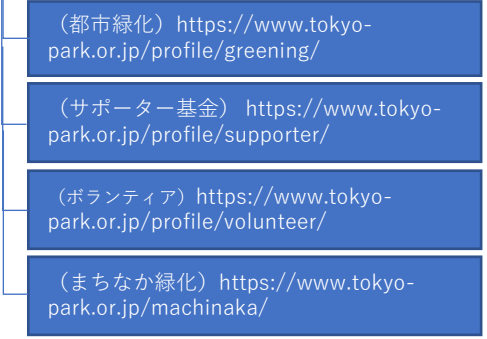 （都市緑化）https://www.tokyo-
park.or.jp/profile/greening/
（サポーター基金） https://www.tokyo-
park.or.jp/profile/supporter/
（ボランティア）https://www.tokyo-
park.or.jp/profile/volunteer/
（まちなか緑化）https://www.tokyo-
park.or.jp/machinaka/